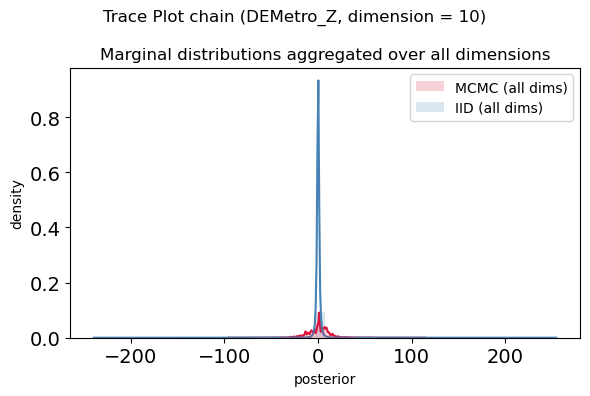 Trace Plot chain (DEMetro_Z, dimension = 10)
Marginal distributions aggregated over all dimensions
MCMC (all dims)
IID (all dims)
density
0.8
0.6
0.4
0.2
0.0
−200
−100
0
100
200
posterior